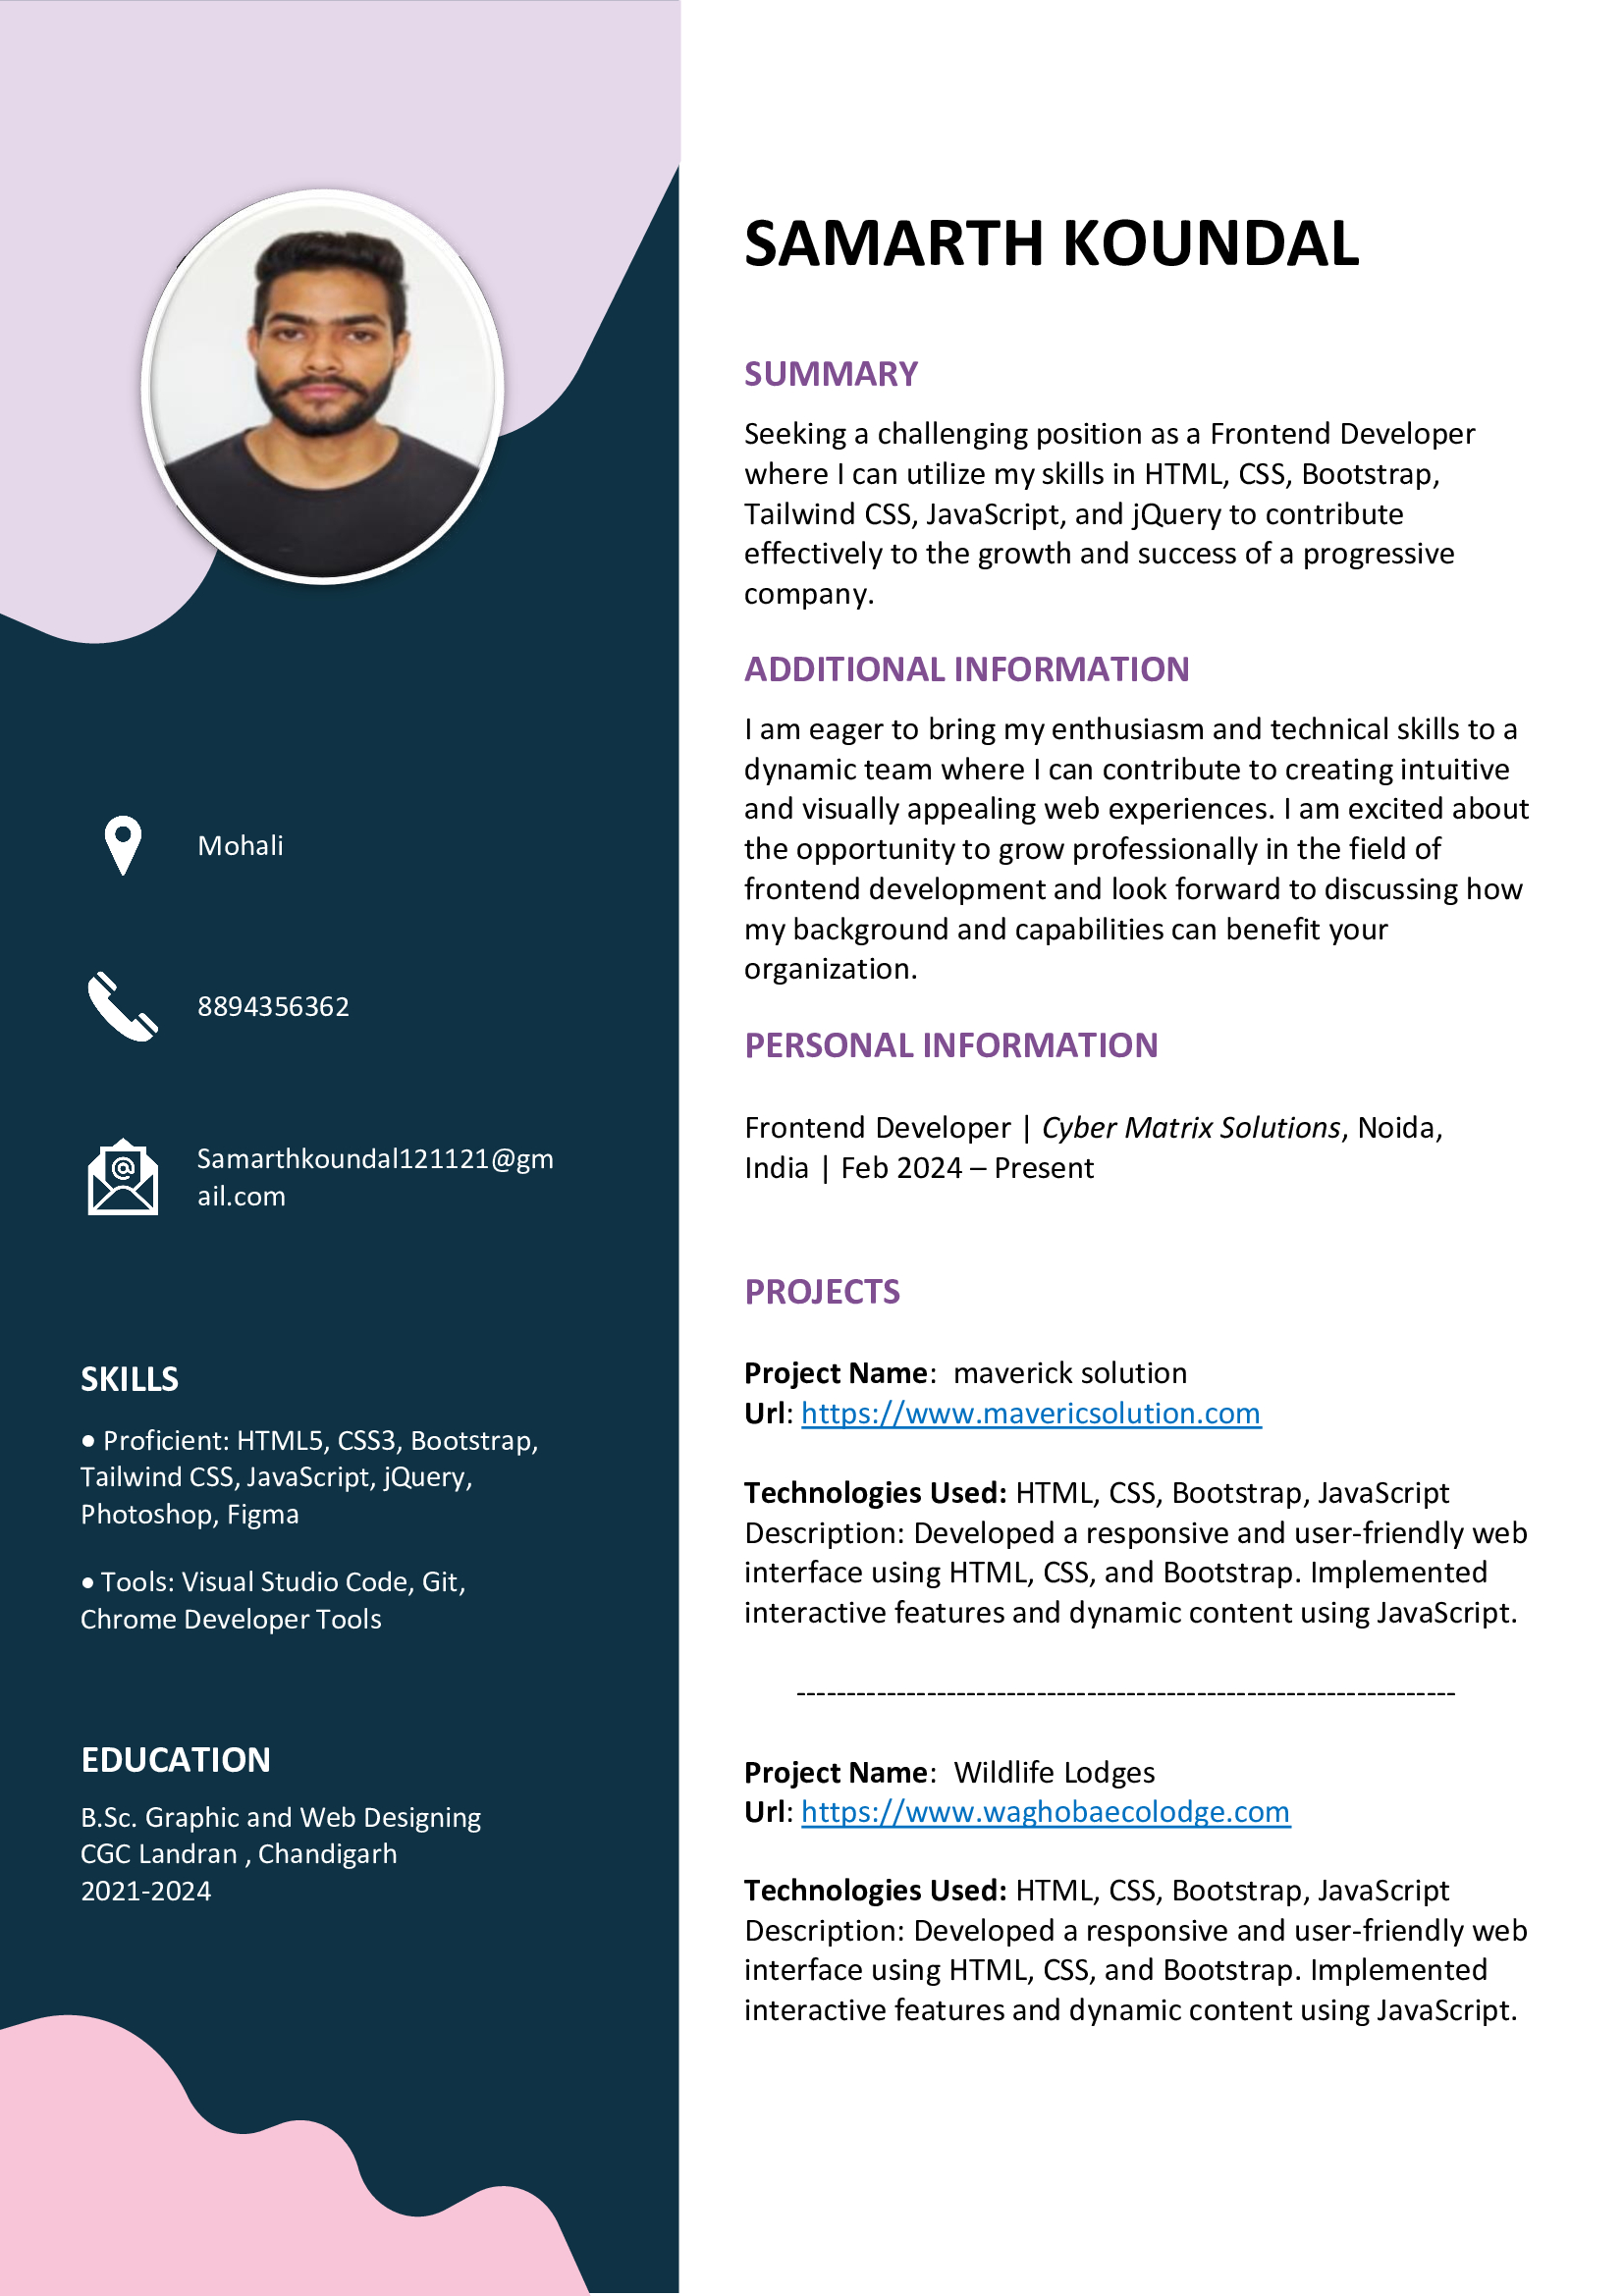 Mohali
8894356362
Samarthkoundal121121@gm
ail.com
SKILLS
● Proficient: HTML5, CSS3, Bootstrap,
Tailwind CSS, JavaScript, jQuery,
Photoshop, Figma
● Tools: Visual Studio Code, Git,
Chrome Developer Tools
EDUCATION
B.Sc. Graphic and Web Designing
CGC Landran , Chandigarh
2021-2024
SAMARTH KOUNDAL
SUMMARY
Seeking a challenging position as a Frontend Developer
where I can utilize my skills in HTML, CSS, Bootstrap,
Tailwind CSS, JavaScript, and jQuery to contribute
effectively to the growth and success of a progressive
company.
ADDITIONAL INFORMATION
I am eager to bring my enthusiasm and technical skills to a
dynamic team where I can contribute to creating intuitive
and visually appealing web experiences. I am excited about
the opportunity to grow professionally in the field of
frontend development and look forward to discussing how
my background and capabilities can benefit your
organization.
PERSONAL INFORMATION
Frontend Developer | Cyber Matrix Solutions, Noida,
India | Feb 2024 – Present
PROJECTS
Project Name:  maverick solution
Url: https://www.mavericsolution.com
Technologies Used: HTML, CSS, Bootstrap, JavaScript
Description: Developed a responsive and user-friendly web
interface using HTML, CSS, and Bootstrap. Implemented
interactive features and dynamic content using JavaScript.
------------------------------------------------------------------
Project Name:  Wildlife Lodges
Url: https://www.waghobaecolodge.com
Technologies Used: HTML, CSS, Bootstrap, JavaScript
Description: Developed a responsive and user-friendly web
interface using HTML, CSS, and Bootstrap. Implemented
interactive features and dynamic content using JavaScript.